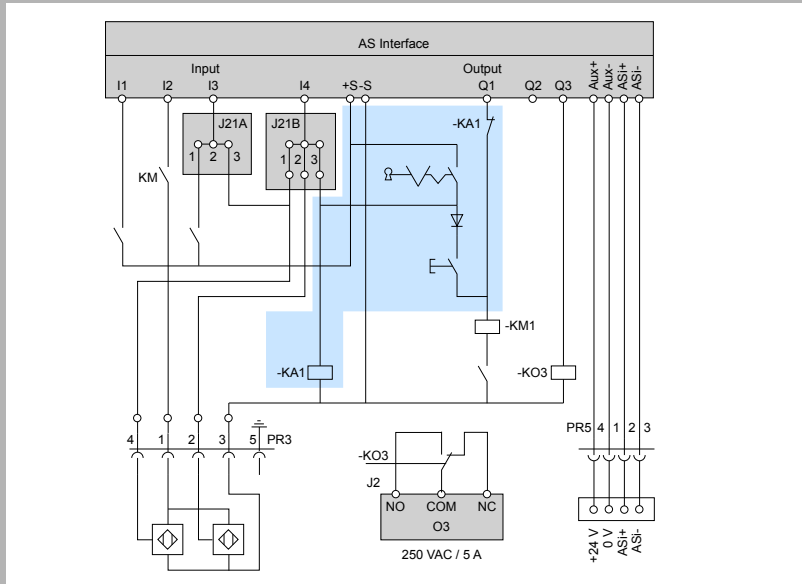 AS Interface
Input Output
I1 I2 I3 I4 +S -S Q1 Q2 Q3 Aux+ Aux- ASi+ ASi-
J21A J21B -KA1
1 2 3 1 2 3
KM
-KM1
-KA1 -KO3
4 1 2 3 5 PR3 PR5 4 1 2 3
-KO3
J2
NO COM NC
O3
+24 V 0 V ASi+ ASi-
250 VAC / 5 A